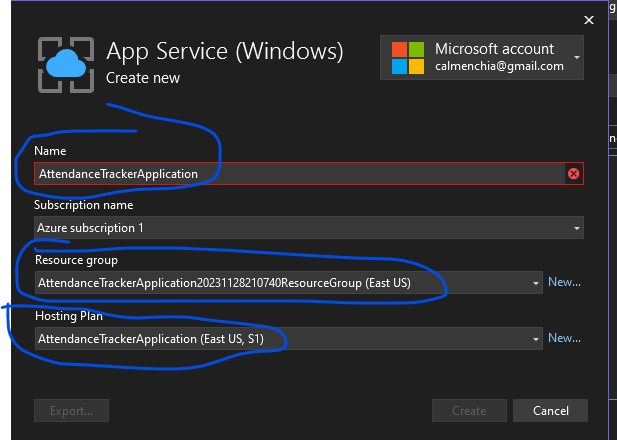 App Service (Windows)
Create new
Microsoft account
calmenchia@gmail.com
Name
AttendanceTrackerApplication
Subscription name
Azure subscription 1
Resource group
AttendanceTrackerApplication20231128210740ResourceGroup (East US)
New...
Hosting Plan
AttendanceTrackerApplication (East US, S1)
New...
Export...
Create
Cancel